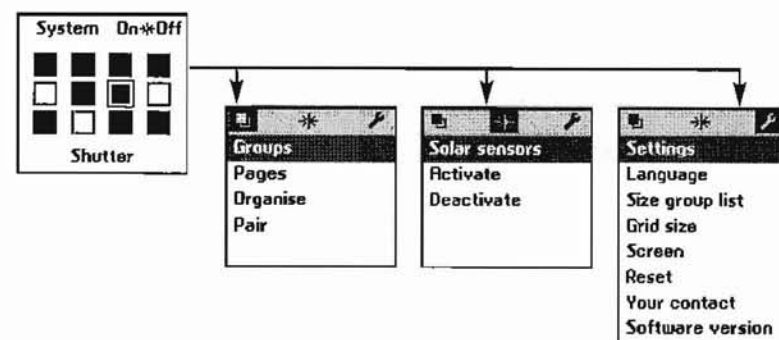 System On Off
Shutter
Groups
Pages
Organise
Pair
Solar sensors
Activate
Deactivate
Settings
Language
Size group list
Grid size
Screen
Reset
Your contact
Software version